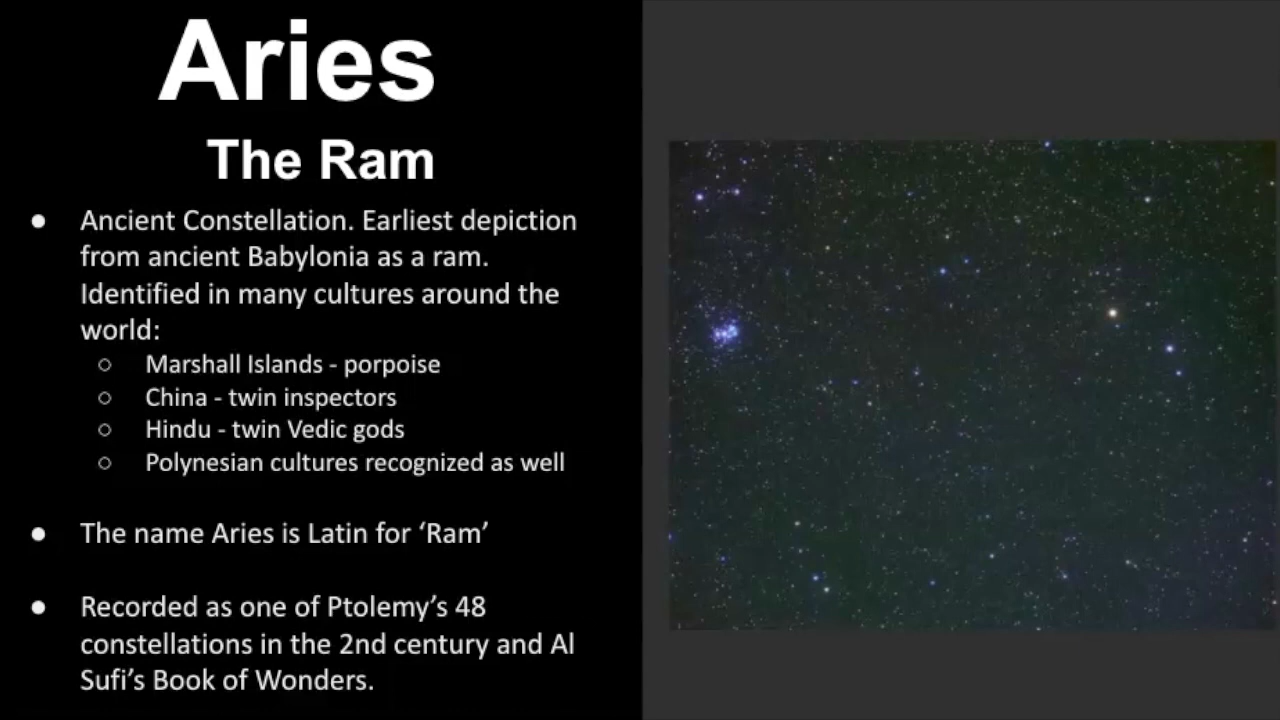 Aries
The Ram
● Ancient Constellation. Earliest depiction
from ancient Babylonia as a ram.
Identified in many cultures around the
world:
○ Marshall Islands - porpoise
○ China - twin inspectors
○ Hindu - twin Vedic gods
○ Polynesian cultures recognized as well
● The name Aries is Latin for ‘Ram’
● Recorded as one of Ptolemy’s 48
constellations in the 2nd century and Al
Sufi’s Book of Wonders.